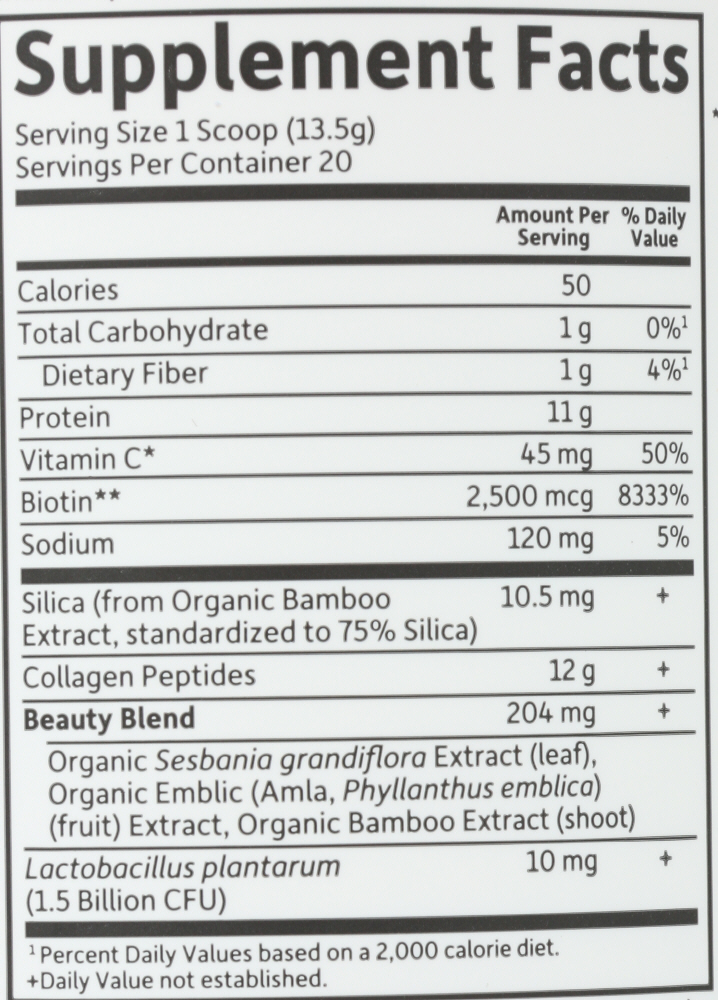 Supplement Facts
Serving Size 1 Scoop (13.5g)
Servings Per Container 20
Amount Per % Daily
Serving Value
Calories 50
Total Carbohydrate 1 g 0%¹
Dietary Fiber 1 g 4%¹
Protein 11 g
Vitamin C* 45 mg 50%
Biotin** 2,500 mcg 8333%
Sodium 120 mg 5%
Silica (from Organic Bamboo 10.5 mg +
Extract, standardized to 75% Silica)
Collagen Peptides 12 g +
Beauty Blend 204 mg +
Organic Sesbania grandiflora Extract (leaf),
Organic Emblic (Amla, Phyllanthus emblica)
(fruit) Extract, Organic Bamboo Extract (shoot)
Lactobacillus plantarum 10 mg +
(1.5 Billion CFU)
¹ Percent Daily Values based on a 2,000 calorie diet.
+Daily Value not established.